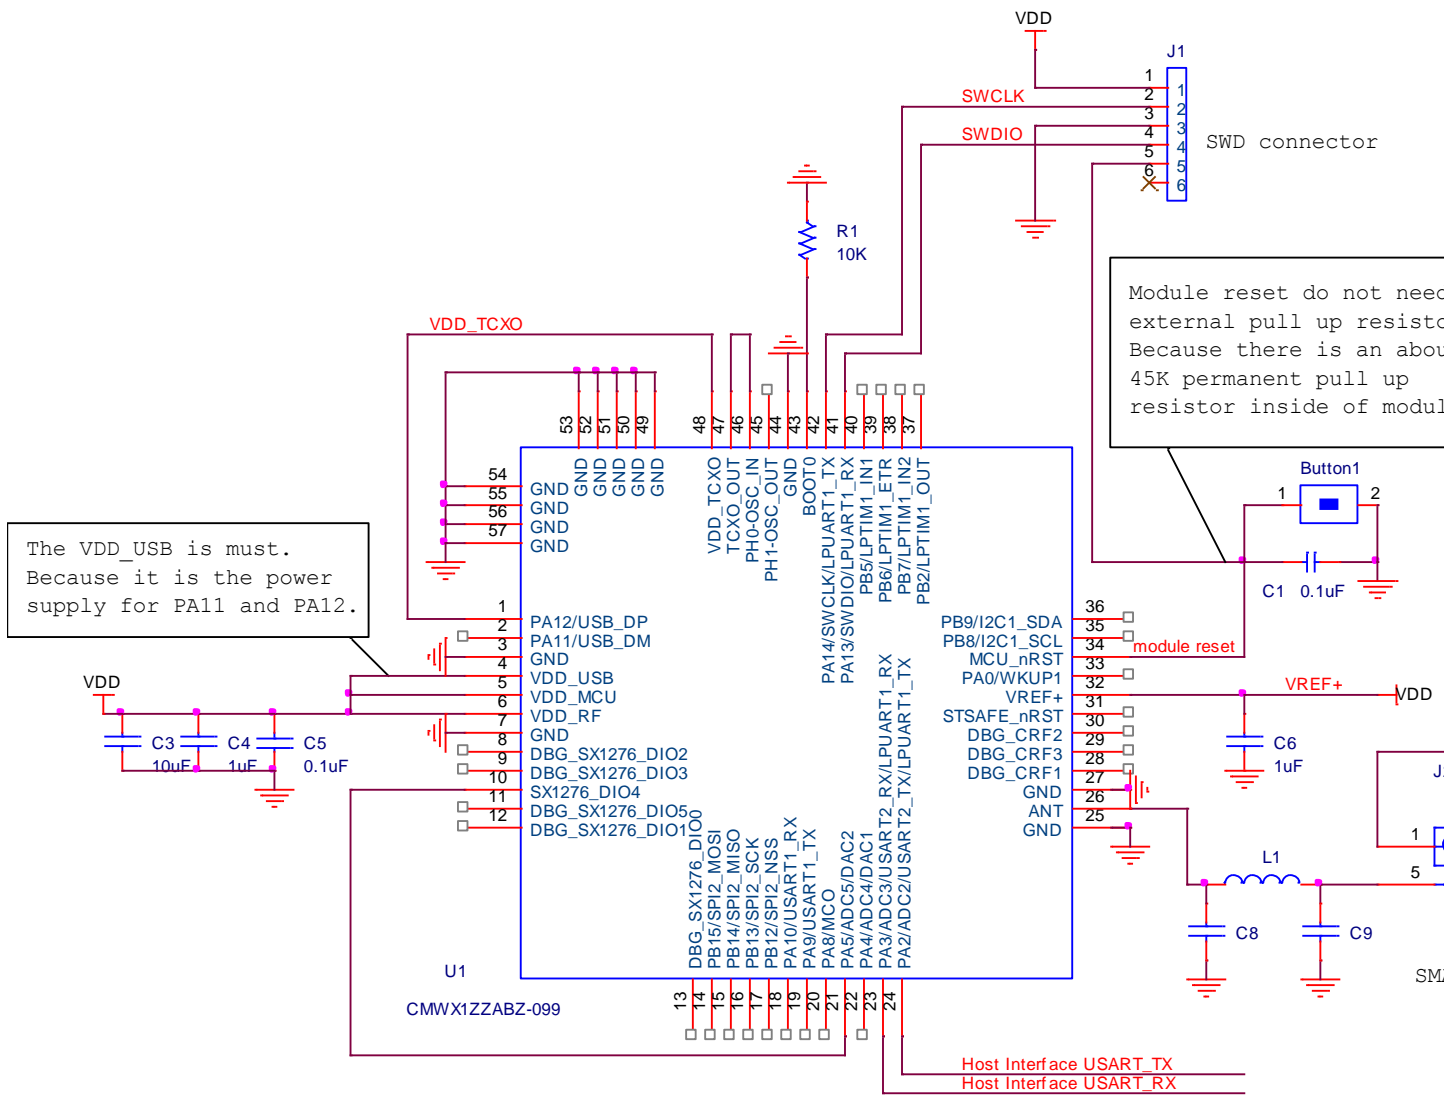 VDD
J1
1
2
3
4
5
6
1
2
3
4
5
6
SWCLK
SWDIO
SWD connector
R1
10K
VDD_TCXO
Module reset do not need
external pull up resisto
Because there is an abou
45K permanent pull up
resistor inside of modul
53
52
51
50
49
48
47
46
45
44
43
42
41
40
39
38
37
GND
GND
GND
GND
GND
VDD_TCXO
TCXO_OUT
PH0-OSC_IN
PH1-OSC_OUT
GND
BOOT0
PA14/SWCLK/LPUART1_TX
PA13/SWDIO/LPUART1_RX
PB5/LPTIM1_IN1
PB6/LPTIM1_ETR
PB7/LPTIM1_IN2
PB2/LPTIM1_OUT
54 GND
55 GND
56 GND
57 GND
The VDD_USB is must.
Because it is the power
supply for PA11 and PA12.
1 PA12/USB_DP
2 PA11/USB_DM
3 GND
4 VDD_USB
5 VDD_MCU
6 VDD_RF
7 GND
8 DBG_SX1276_DIO2
9 DBG_SX1276_DIO3
10 SX1276_DIO4
11 DBG_SX1276_DIO5
12 DBG_SX1276_DIO1
VDD
C3
10uF
C4
1uF
C5
0.1uF
Button1
1
2
C1 0.1uF
PB9/I2C1_SDA 36
PB8/I2C1_SCL 35
MCU_nRST 34
module reset
PA0/WKUP1 33
VREF+ 32
VREF+
VDD
STSAFE_nRST 31
DBG_CRF2 30
DBG_CRF3 29
DBG_CRF1 28
GND 27
ANT 26
GND 25
C6
1uF
L1
C8
C9
1
5
DBG_SX1276_DIO0
PB15/SPI2_MOSI
PB14/SPI2_MISO
PB13/SPI2_SCK
PB12/SPI2_NSS
PA10/USART1_RX
PA9/USART1_TX
PA8/MCO
PA5/ADC5/DAC2
PA4/ADC4/DAC1
PA3/ADC3/USART2_RX/LPUART1_RX
PA2/ADC2/USART2_TX/LPUART1_TX
13
14
15
16
17
18
19
20
21
22
23
24
U1
CMWX1ZZABZ-099
Host Interface USART_TX
Host Interface USART_RX